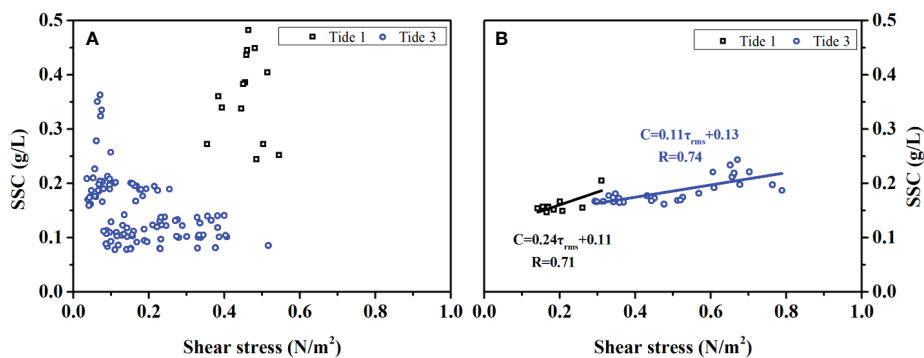 A
Tide 1 Tide 3
0.5
0.4
0.3
0.2
0.1
0.0
SSC (g/L)
0.0 0.2 0.4 0.6 0.8 1.0
Shear stress (N/m²)
B
Tide 1 Tide 3
C=0.11τrms+0.13
R=0.74
C=0.24τrms+0.11
R=0.71
0.5
0.4
0.3
0.2
0.1
0.0
SSC (g/L)
0.0 0.2 0.4 0.6 0.8 1.0
Shear stress (N/m²)